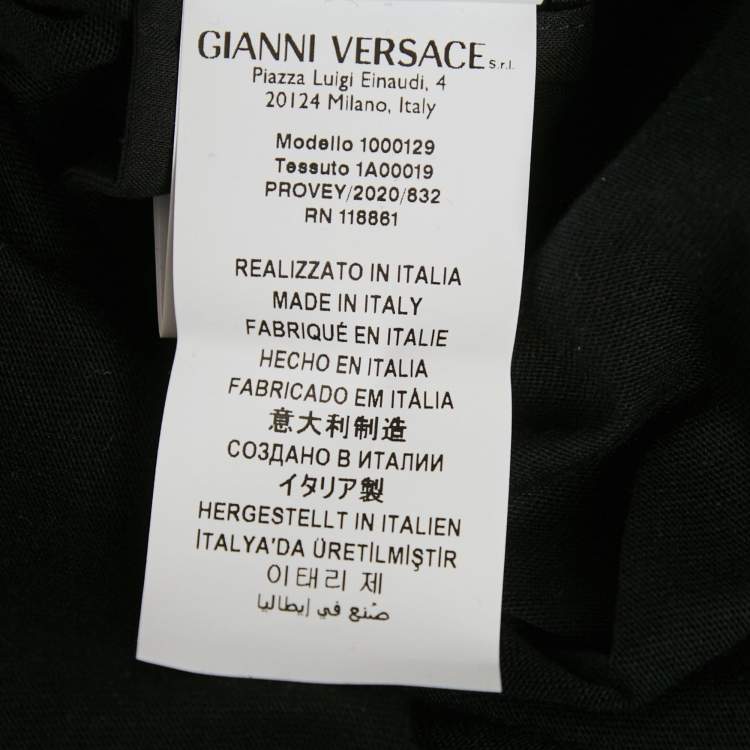 GIANNI VERSACE S.r.l.
Piazza Luigi Einaudi, 4
20124 Milano, Italy
Modello 1000129
Tessuto 1A00019
PROVEY/2020/832
RN 118861
REALIZZATO IN ITALIA
MADE IN ITALY
FABRIQUÉ EN ITALIE
HECHO EN ITALIA
FABRICADO EM ITÀLIA
意大利制造
СОЗДАНО В ИТАЛИИ
イタリア製
HERGESTELLT IN ITALIEN
İTALYA'DA ÜRETİLMİŞTİR
이태리 제
صُنع في إيطاليا